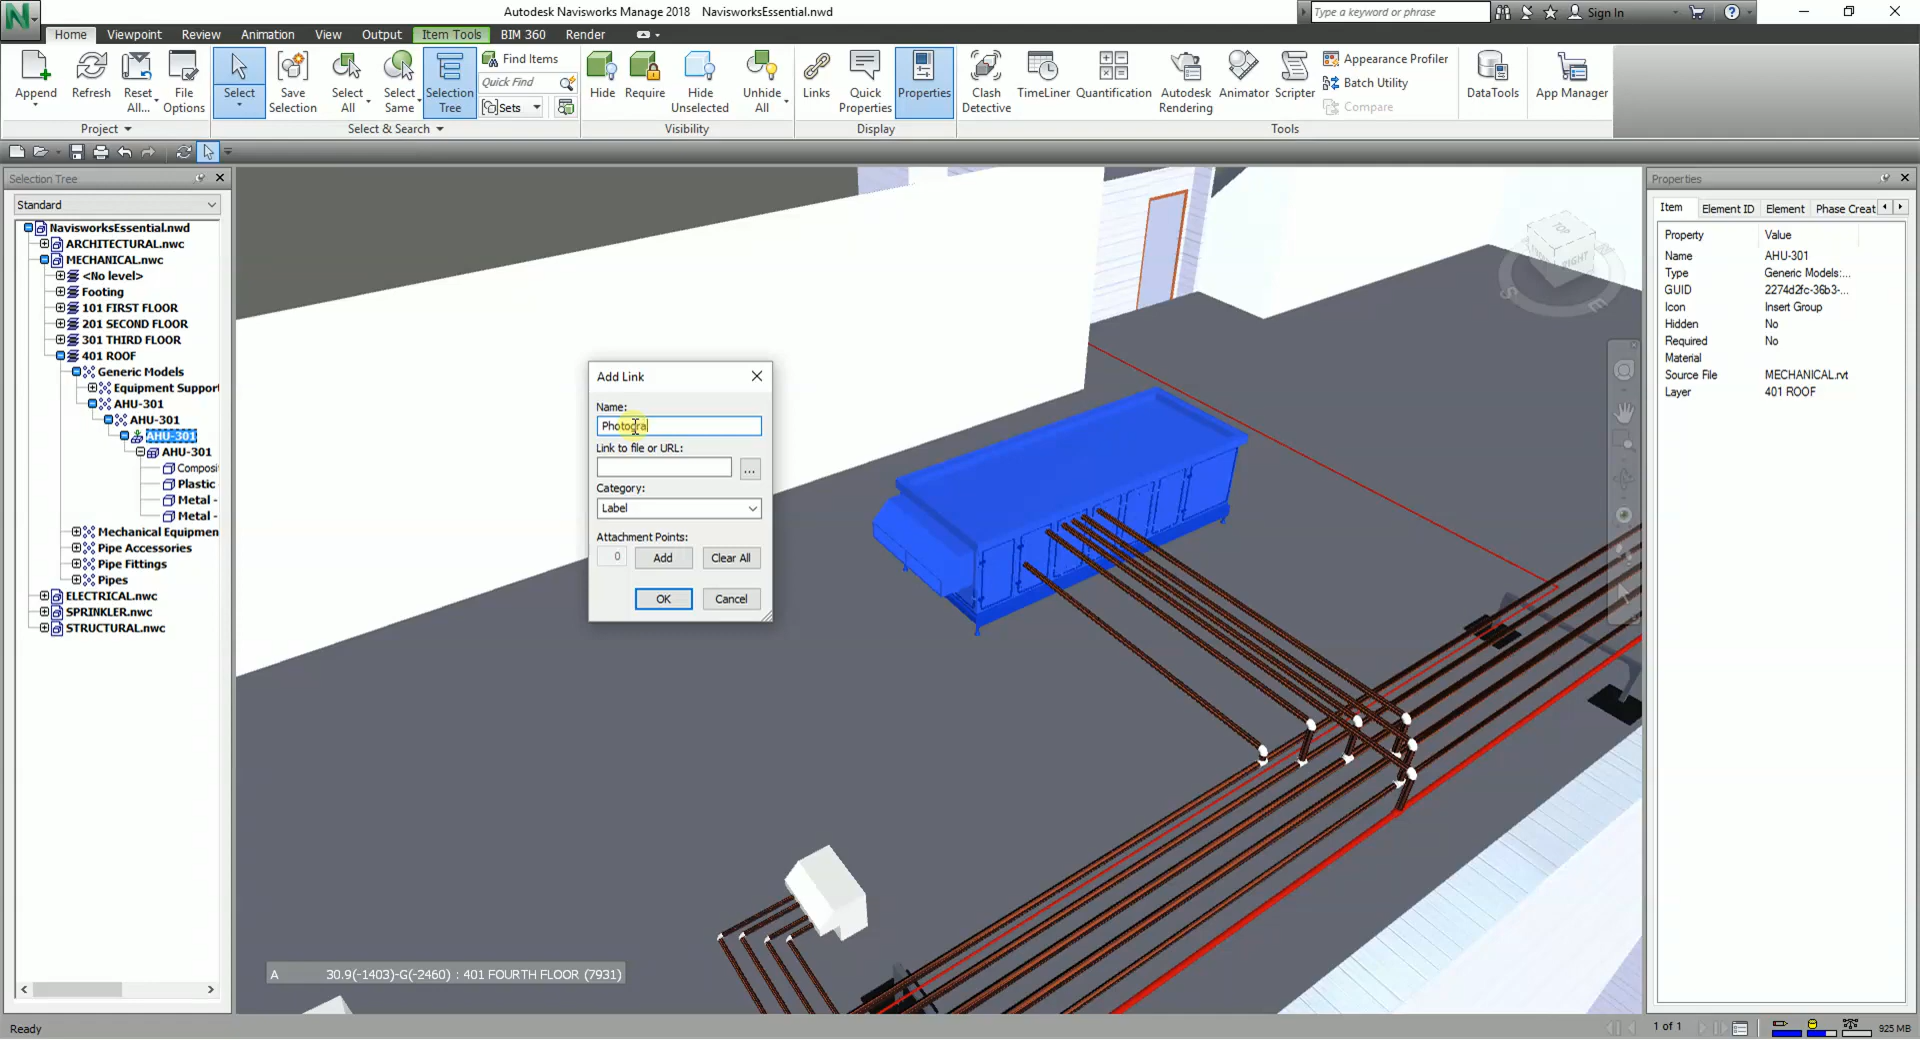 Autodesk Navisworks Manage 2018 NavisworksEssential.nwd
Type a keyword or phrase
Sign In
Home Viewpoint Review Animation View Output Item Tools BIM 360 Render
Append
Refresh
Reset All...
File Options
Project
Select
Save Selection
Select All
Select Same
Selection Tree
Find Items
Quick Find
Sets
Select & Search
Hide
Require
Hide Unselected
Unhide All
Visibility
Links
Quick Properties
Properties
Display
Clash Detective
TimeLiner
Quantification
Autodesk Rendering
Animator
Scripter
Appearance Profiler
Batch Utility
Compare
Tools
DataTools
App Manager
Selection Tree
Standard
NavisworksEssential.nwd
ARCHITECTURAL.nwc
MECHANICAL.nwc
<No level>
Footing
101 FIRST FLOOR
201 SECOND FLOOR
301 THIRD FLOOR
401 ROOF
Generic Models
Equipment Support
AHU-301
AHU-301
AHU-301
AHU-301
Composi
Plastic
Metal -
Metal -
Mechanical Equipmen
Pipe Accessories
Pipe Fittings
Pipes
ELECTRICAL.nwc
SPRINKLER.nwc
STRUCTURAL.nwc
Add Link
Name:
Photogra
Link to file or URL:
...
Category:
Label
Attachment Points:
0 Add Clear All
OK Cancel
TOP
RIGHT
S E
A 30.9(-1403)-G(-2460) : 401 FOURTH FLOOR (7931)
Properties
Item Element ID Element Phase Creat
Property Value
Name AHU-301
Type Generic Models:...
GUID 2274d2fc-36b3-...
Icon Insert Group
Hidden No
Required No
Material
Source File MECHANICAL.rvt
Layer 401 ROOF
Ready
1 of 1
925 MB